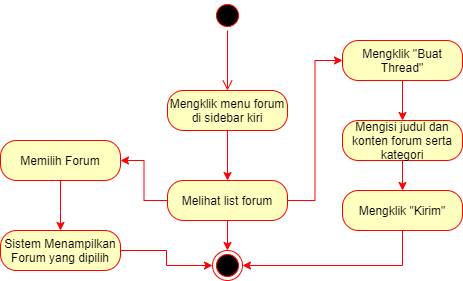 Mengklik menu forum
di sidebar kiri
Melihat list forum
Memilih Forum
Sistem Menampilkan
Forum yang dipilih
Mengklik "Buat
Thread"
Mengisi judul dan
konten forum serta
kategori
Mengklik "Kirim"